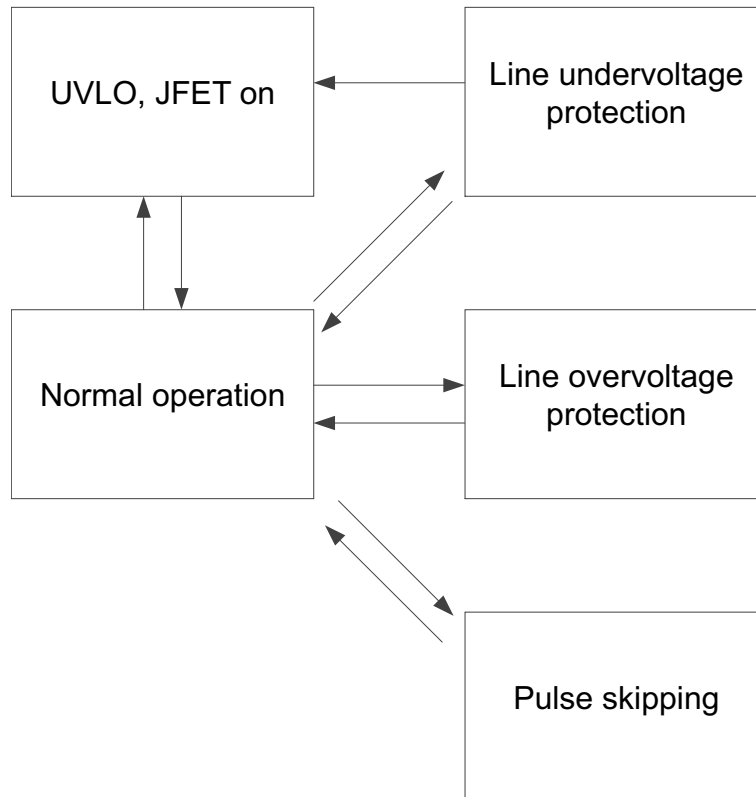 UVLO, JFET on
Line undervoltage
protection
Normal operation
Line overvoltage
protection
Pulse skipping